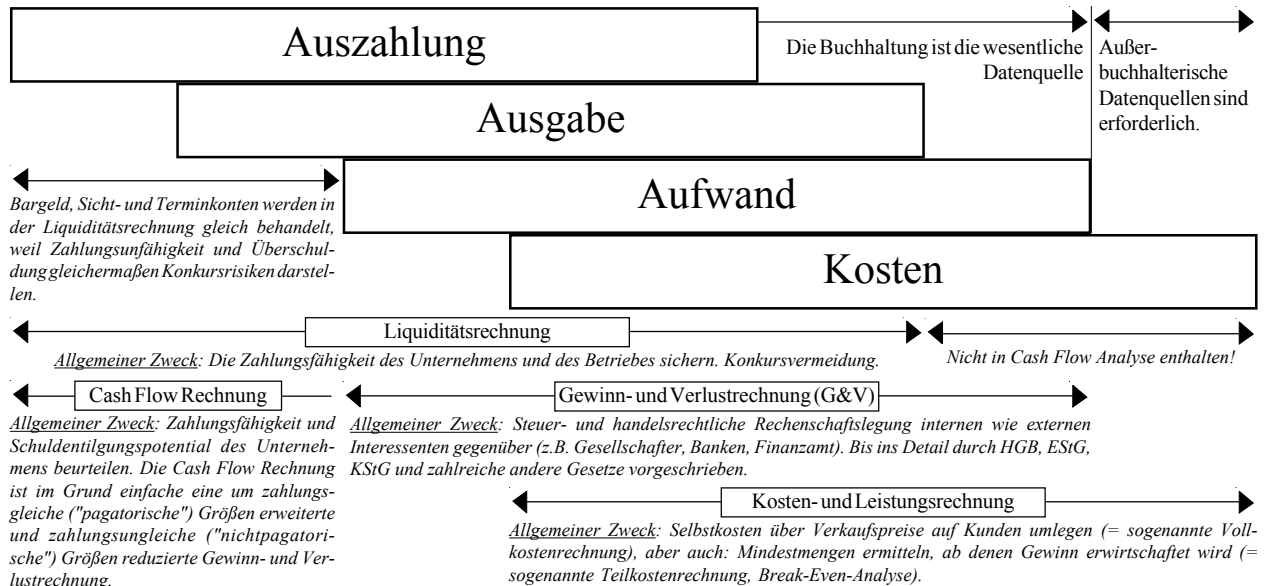 Auszahlung
Die Buchhaltung ist die wesentliche
Datenquelle
Außer-
buchhalterische
Datenquellen sind
erforderlich.
Ausgabe
Aufwand
Bargeld, Sicht- und Terminkonten werden in
der Liquiditätsrechnung gleich behandelt,
weil Zahlungsunfähigkeit und Überschul-
dung gleichermaßen Konkursrisiken darstel-
len.
Kosten
Liquiditätsrechnung
Allgemeiner Zweck: Die Zahlungsfähigkeit des Unternehmens und des Betriebes sichern. Konkursvermeidung.
Nicht in Cash Flow Analyse enthalten!
Cash Flow Rechnung
Allgemeiner Zweck: Zahlungsfähigkeit und
Schuldentilgungspotential des Unterneh-
mens beurteilen. Die Cash Flow Rechnung
ist im Grund einfache eine um zahlungs-
gleiche ("pagatorische") Größen erweiterte
und zahlungsungleiche ("nichtpagatori-
sche") Größen reduzierte Gewinn- und Ver-
lustrechnung.
Gewinn- und Verlustrechnung (G&V)
Allgemeiner Zweck: Steuer- und handelsrechtliche Rechenschaftslegung internen wie externen
Interessenten gegenüber (z.B. Gesellschafter, Banken, Finanzamt). Bis ins Detail durch HGB, EStG,
KStG und zahlreiche andere Gesetze vorgeschrieben.
Kosten- und Leistungsrechnung
Allgemeiner Zweck: Selbstkosten über Verkaufspreise auf Kunden umlegen (= sogenannte Voll-
kostenrechnung), aber auch: Mindestmengen ermitteln, ab denen Gewinn erwirtschaftet wird (=
sogenannte Teilkostenrechnung, Break-Even-Analyse).